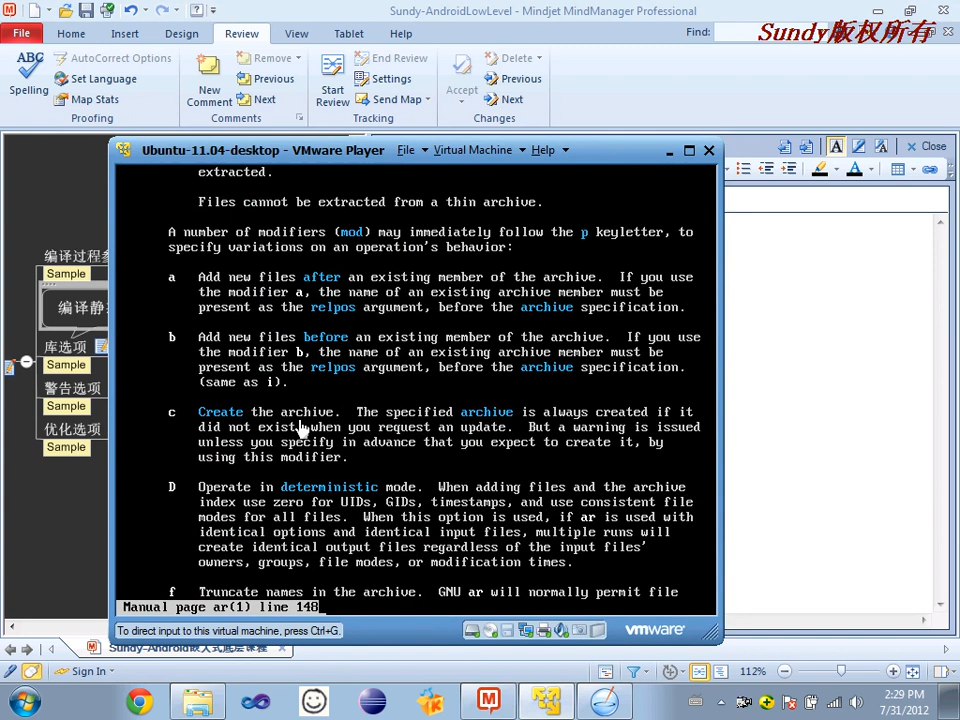 Sundy-AndroidLowLevel - Mindjet MindManager Professional
File
Home
Insert
Design
Review
View
Tablet
Help
Find:
Sundy版权所有
ABC
Spelling
AutoCorrect Options
Set Language
Map Stats
Proofing
New
Comment
Remove
Previous
Next
Comments
Start
Review
End Review
Settings
Send Map
Tracking
Accept
Delete
Previous
Next
Changes
Close
Ubuntu-11.04-desktop - VMware Player
File
Virtual Machine
Help
extracted.
Files cannot be extracted from a thin archive.
A number of modifiers (mod) may immediately follow the p keyletter, to
specify variations on an operation's behavior:
a Add new files after an existing member of the archive. If you use
the modifier a, the name of an existing archive member must be
present as the relpos argument, before the archive specification.
b Add new files before an existing member of the archive. If you use
the modifier b, the name of an existing archive member must be
present as the relpos argument, before the archive specification.
(same as i).
c Create the archive. The specified archive is always created if it
did not exist, when you request an update. But a warning is issued
unless you specify in advance that you expect to create it, by
using this modifier.
D Operate in deterministic mode. When adding files and the archive
index use zero for UIDs, GIDs, timestamps, and use consistent file
modes for all files. When this option is used, if ar is used with
identical options and identical input files, multiple runs will
create identical output files regardless of the input files'
owners, groups, file modes, or modification times.
f Truncate names in the archive. GNU ar will normally permit file
Manual page ar(1) line 148
To direct input to this virtual machine, press Ctrl+G.
vmware
编译过程
Sample
编译静
库选项
Sample
警告选项
Sample
优化选项
Sample
Sundy-Android嵌入式底层课程
Sign In
112%
2:29 PM
7/31/2012